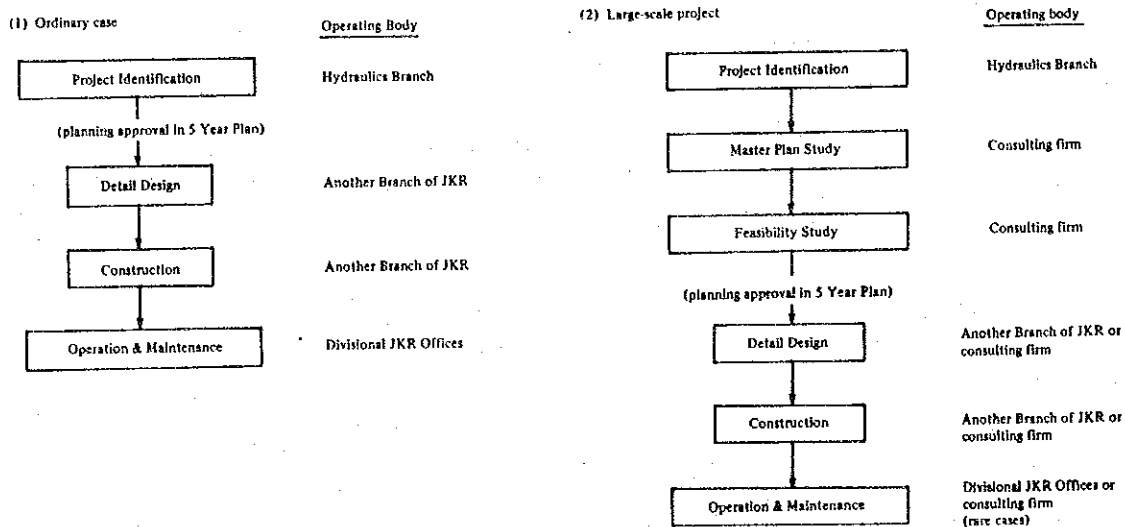 (1) Ordinary case
Operating Body
Project Identification
Hydraulics Branch
(planning approval in 5 Year Plan)
Detail Design
Another Branch of JKR
Construction
Another Branch of JKR
Operation & Maintenance
Divisional JKR Offices
(2) Large-scale project
Operating body
Project Identification
Hydraulics Branch
Master Plan Study
Consulting firm
Feasibility Study
Consulting firm
(planning approval in 5 Year Plan)
Detail Design
Another Branch of JKR or
consulting firm
Construction
Another Branch of JKR or
consulting firm
Operation & Maintenance
Divisional JKR Offices or
consulting firm
(rare cases)